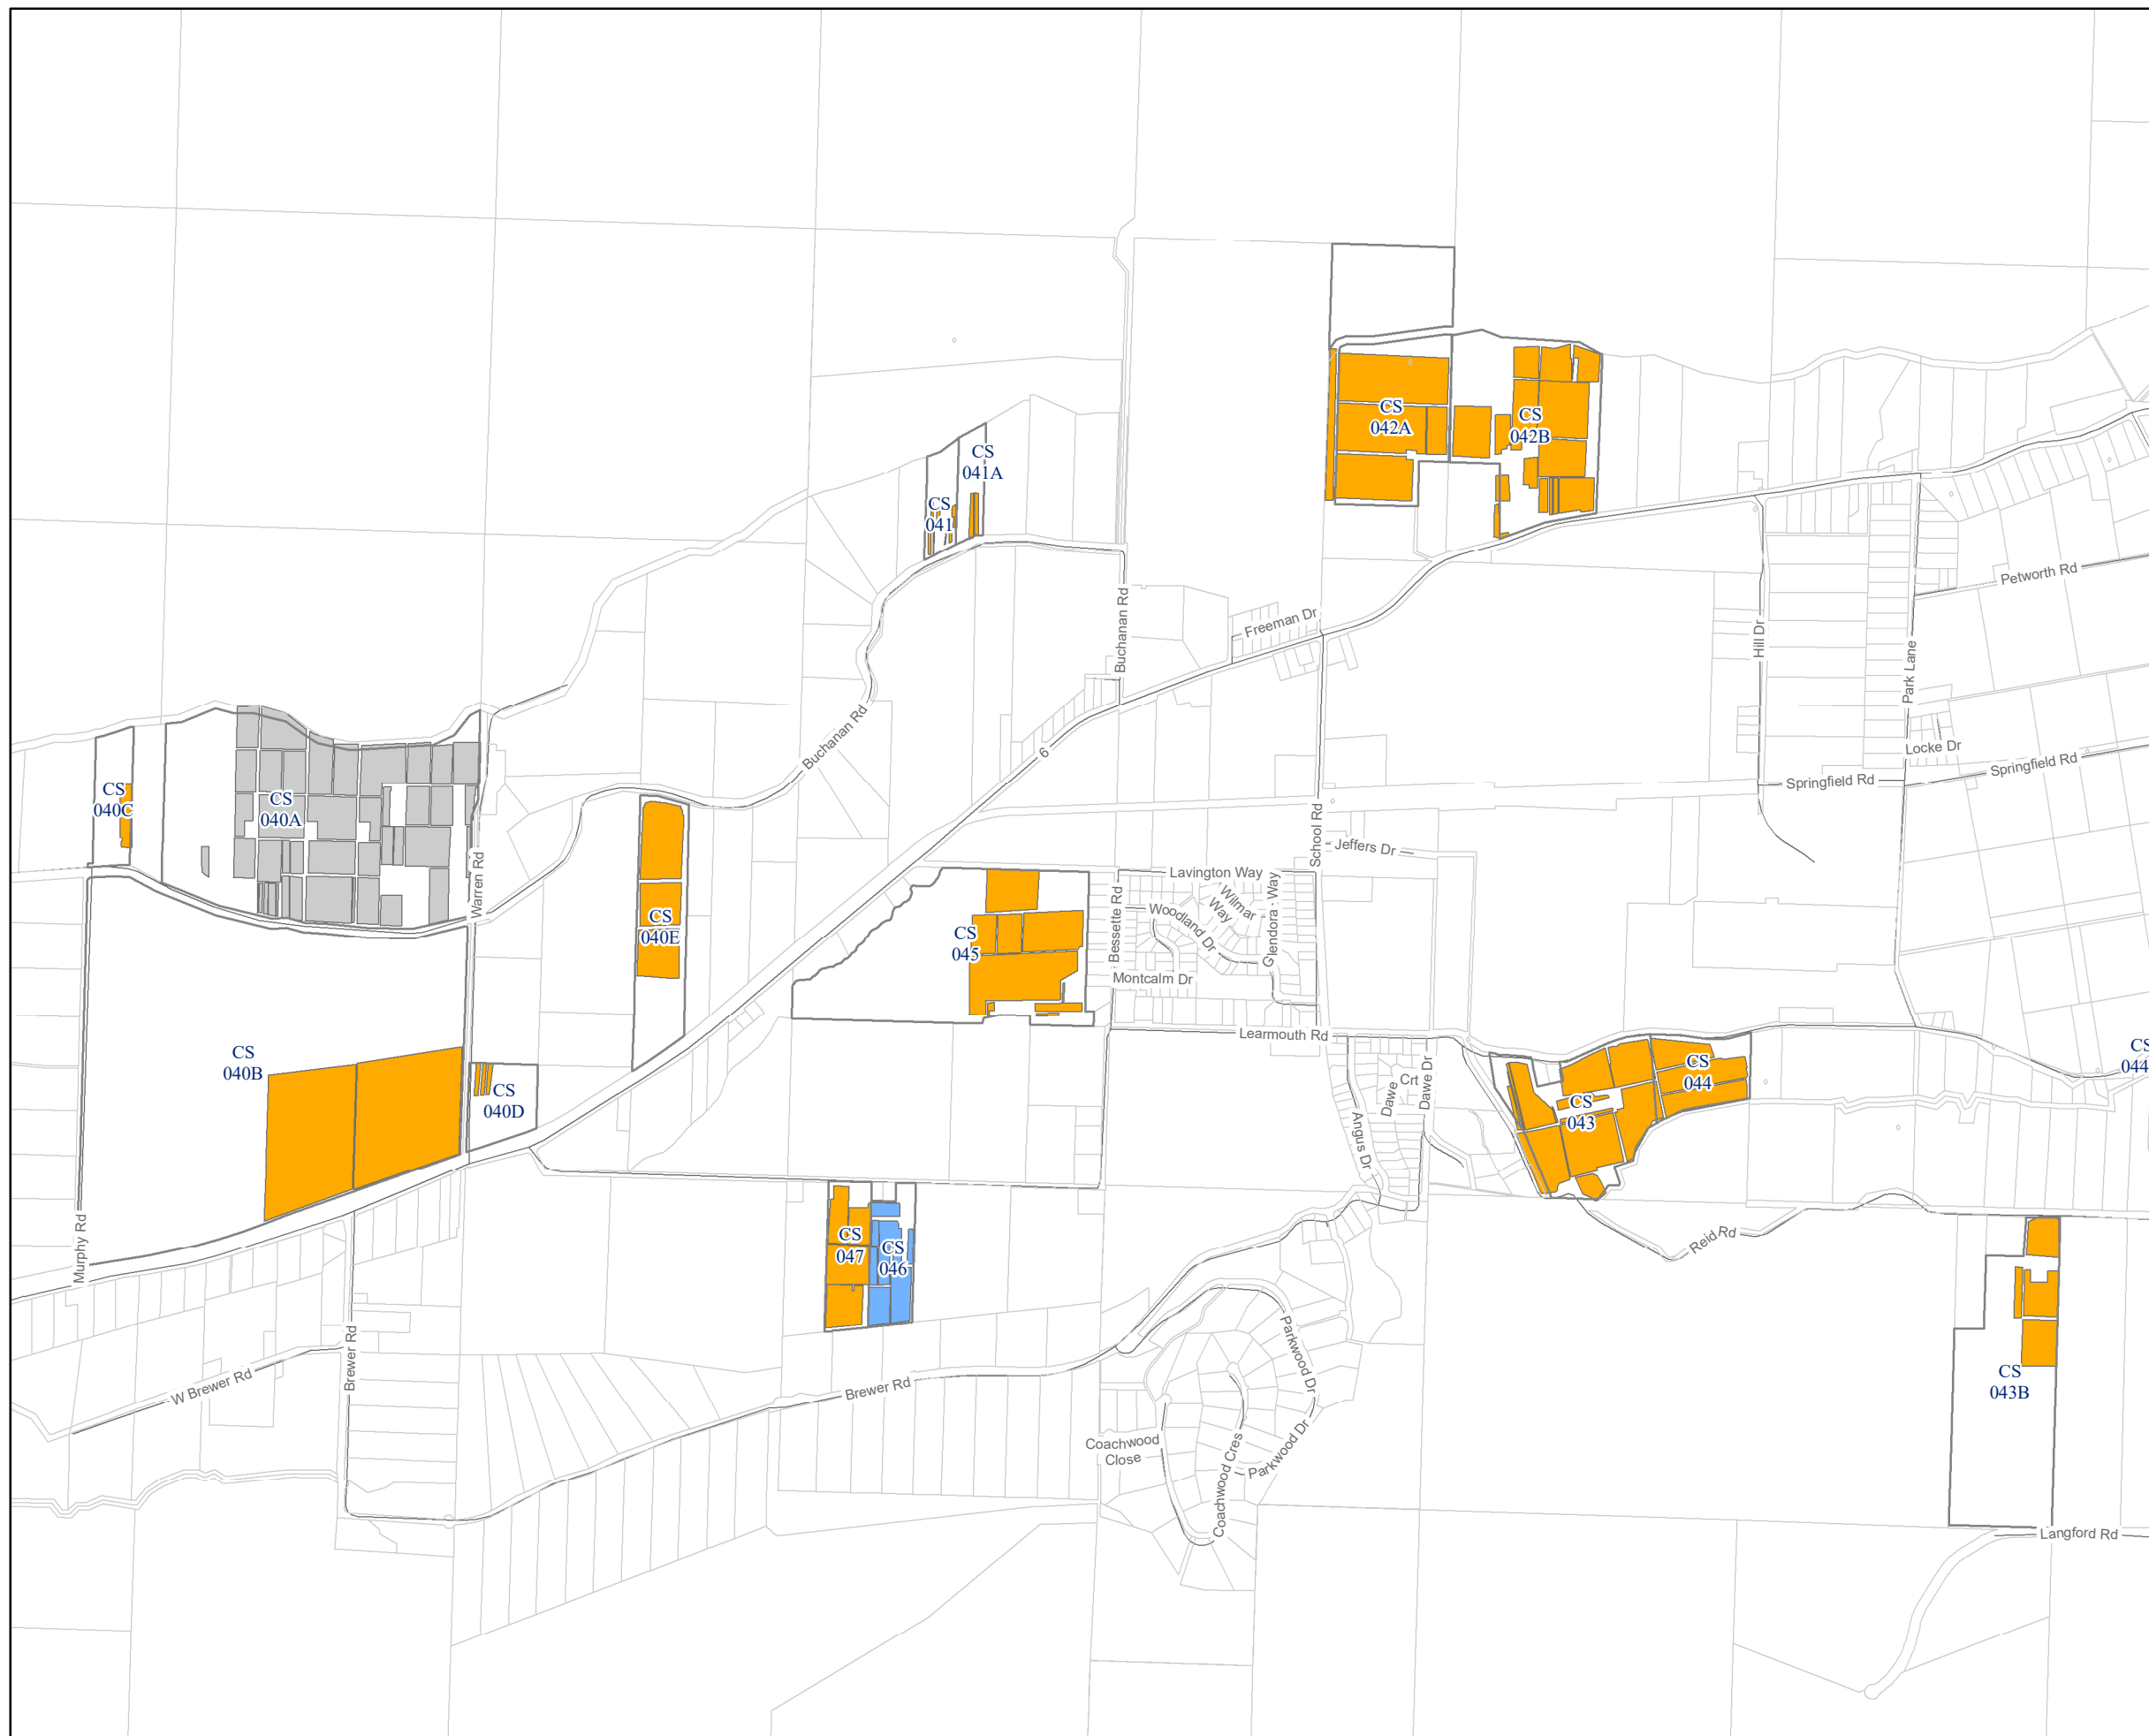 CS
042A
CS
042B
CS
041A
CS
041
Petworth Rd
Buchanan Rd
Freeman Dr
Hill Dr
Park Lane
Buchanan Rd
6
Locke Dr
Springfield Rd
Springfield Rd
CS
040C
CS
040A
School Rd
Jeffers Dr
Warren Rd
Lavington Way
Bessette Rd
Wilmar
Way
Glendora Way
Woodland Dr
CS
040E
CS
045
Montcalm Dr
Learmouth Rd
CS
040B
CS
044
CS
044
CS
040D
Dawe
Crt
Dawe Dr
CS
043
Angus Dr
Murphy Rd
CS
047
CS
046
Reid Rd
Brewer Rd
W Brewer Rd
Brewer Rd
Parkwood Dr
CS
043B
Coachwood
Close
Coachwood Cres
Parkwood Dr
Langford Rd